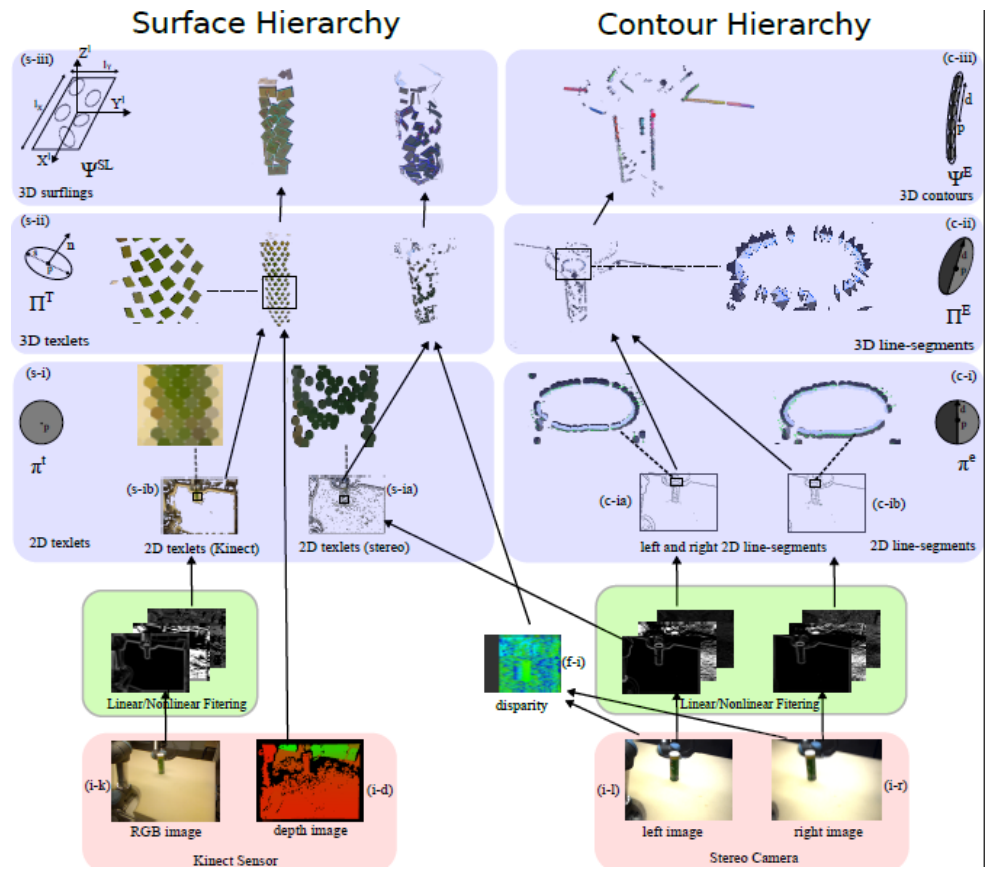 Surface Hierarchy
Contour Hierarchy
(s-iii)
Z^l
l_Y
l_X
Y^l
X^l
Ψ^SL
3D surflings
(c-iii)
d
p
Ψ^E
3D contours
(s-ii)
n
p
Π^T
3D texlets
(c-ii)
d
p
Π^E
3D line-segments
(s-i)
p
π^t
(s-ib)
(s-ia)
2D texlets
2D texlets (Kinect)
2D texlets (stereo)
(c-i)
d
p
π^e
(c-ia)
(c-ib)
left and right 2D line-segments
2D line-segments
Linear/Nonlinear Fitering
(f-i)
disparity
Linear/Nonlinear Fitering
(i-k)
(i-d)
RGB image
depth image
Kinect Sensor
(i-l)
(i-r)
left image
right image
Stereo Camera